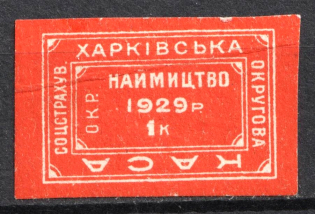 ХАРКІВСЬКА
ОКРУГОВА
КАСА
СОЦСТРАХУВ.
ОКР.
НАЙМИЦТВО
1929 р
1 к